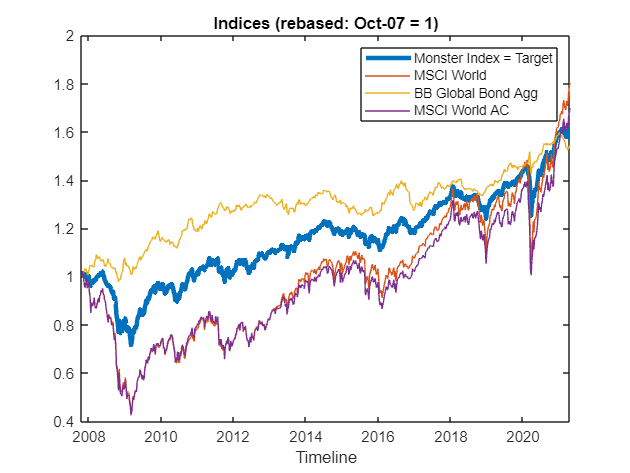 Indices (rebased: Oct-07 = 1)
2
1.8
1.6
1.4
1.2
1
0.8
0.6
0.4
Monster Index = Target
MSCI World
BB Global Bond Agg
MSCI World AC
2008 2010 2012 2014 2016 2018 2020
Timeline